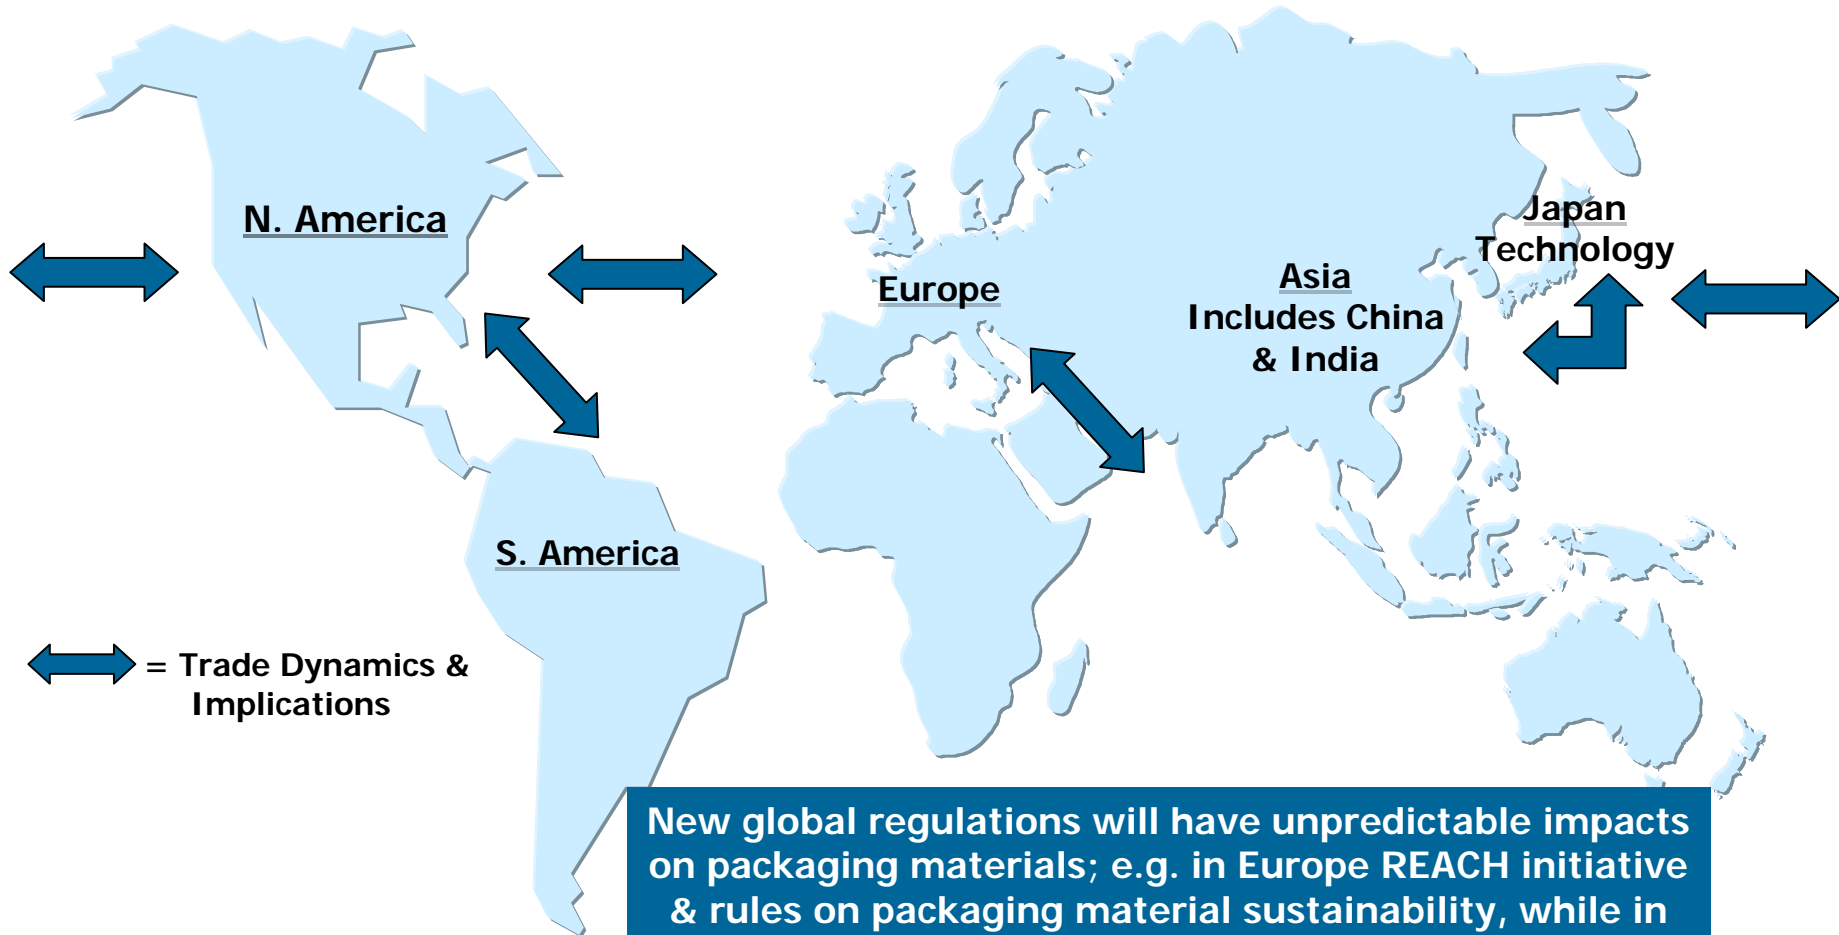 N. America
Japan
Technology
Europe
Asia
Includes China
& India
S. America
= Trade Dynamics &
Implications
New global regulations will have unpredictable impacts
on packaging materials; e.g. in Europe REACH initiative
& rules on packaging material sustainability, while in